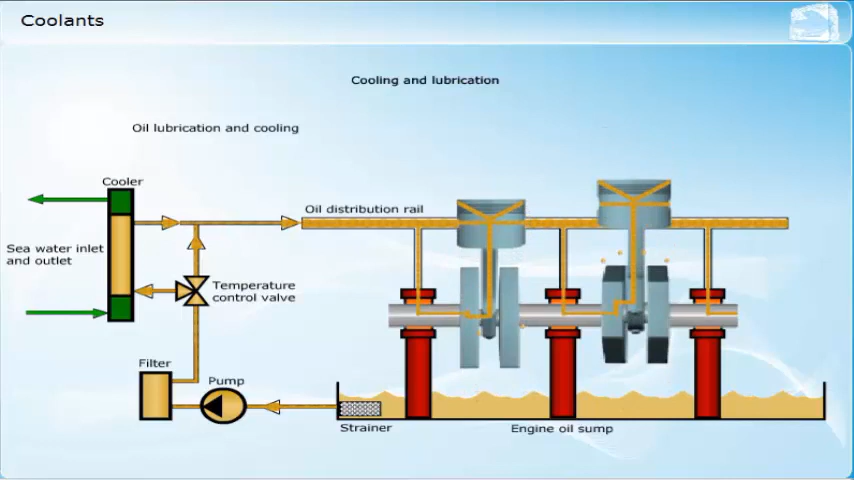 Coolants
Cooling and lubrication
Oil lubrication and cooling
Cooler
Oil distribution rail
Sea water inlet
and outlet
Temperature
control valve
Filter
Pump
Strainer
Engine oil sump